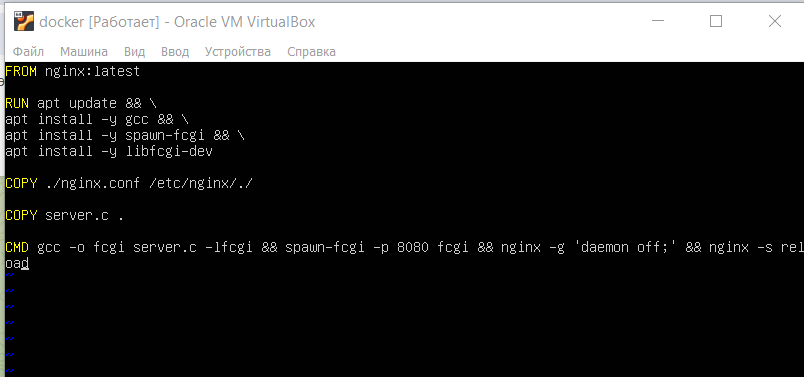 docker [Работает] - Oracle VM VirtualBox
Файл Машина Вид Ввод Устройства Справка
FROM nginx:latest
RUN apt update && \
apt install -y gcc && \
apt install -y spawn-fcgi && \
apt install -y libfcgi-dev
COPY ./nginx.conf /etc/nginx/./
COPY server.c .
CMD gcc -o fcgi server.c -lfcgi && spawn-fcgi -p 8080 fcgi && nginx -g 'daemon off;' && nginx -s rel
oad
~
~
~
~
~
~
~